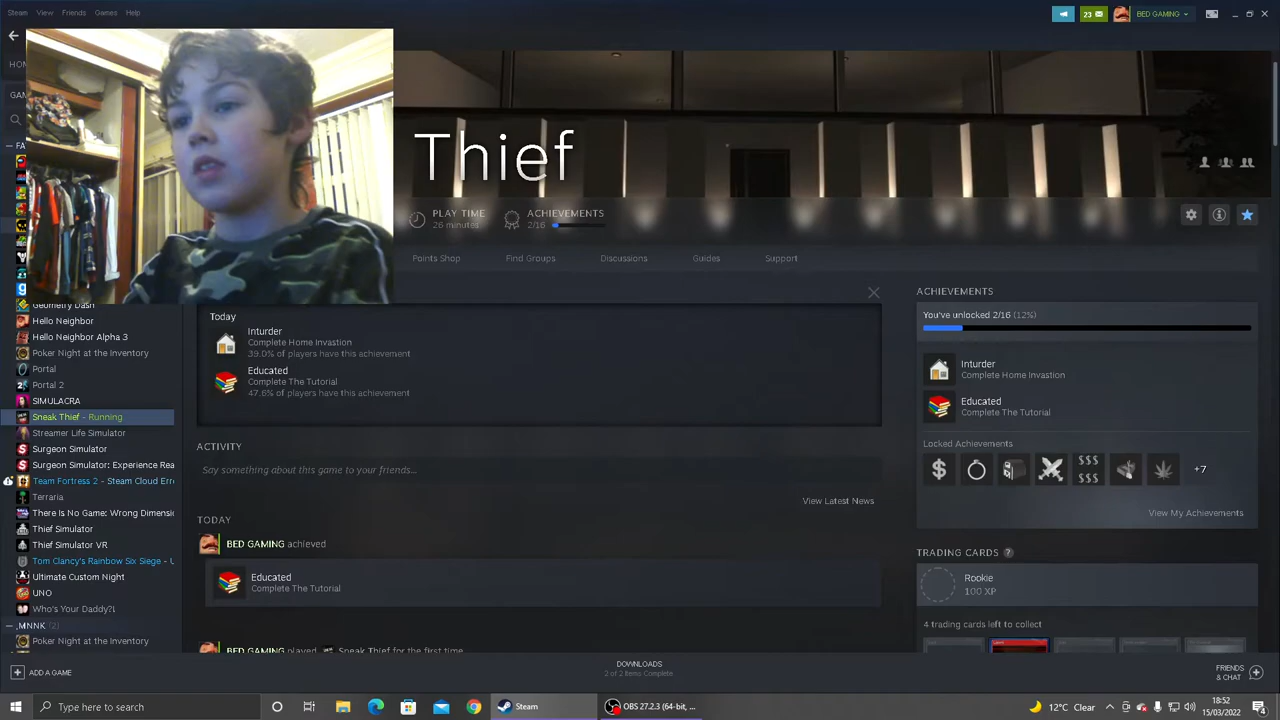 Steam View Friends Games Help
23
BED GAMING
HOM
GAM
FA
Thief
PLAY TIME
26 minutes
ACHIEVEMENTS
2/16
Points Shop Find Groups Discussions Guides Support
Today
Inturder
Complete Home Invastion
39.0% of players have this achievement
Educated
Complete The Tutorial
47.6% of players have this achievement
ACTIVITY
Say something about this game to your friends...
View Latest News
TODAY
BED GAMING achieved
Educated
Complete The Tutorial
BED GAMING played Sneak Thief for the first time
ACHIEVEMENTS
You've unlocked 2/16 (12%)
Inturder
Complete Home Invastion
Educated
Complete The Tutorial
Locked Achievements
+7
View My Achievements
TRADING CARDS ?
Rookie
100 XP
4 trading cards left to collect
Geometry Dash
Hello Neighbor
Hello Neighbor Alpha 3
Poker Night at the Inventory
Portal
Portal 2
SIMULACRA
Sneak Thief - Running
Streamer Life Simulator
Surgeon Simulator
Surgeon Simulator: Experience Rea
Team Fortress 2 - Steam Cloud Erro
Terraria
There Is No Game: Wrong Dimensio
Thief Simulator
Thief Simulator VR
Tom Clancy's Rainbow Six Siege - U
Ultimate Custom Night
UNO
Who's Your Daddy?!
,MNNK (2)
Poker Night at the Inventory
ADD A GAME
DOWNLOADS
2 of 2 Items Complete
FRIENDS
& CHAT
Type here to search
Steam
OBS 27.2.3 (64-bit, ...
12°C Clear
18:52
15/03/2022